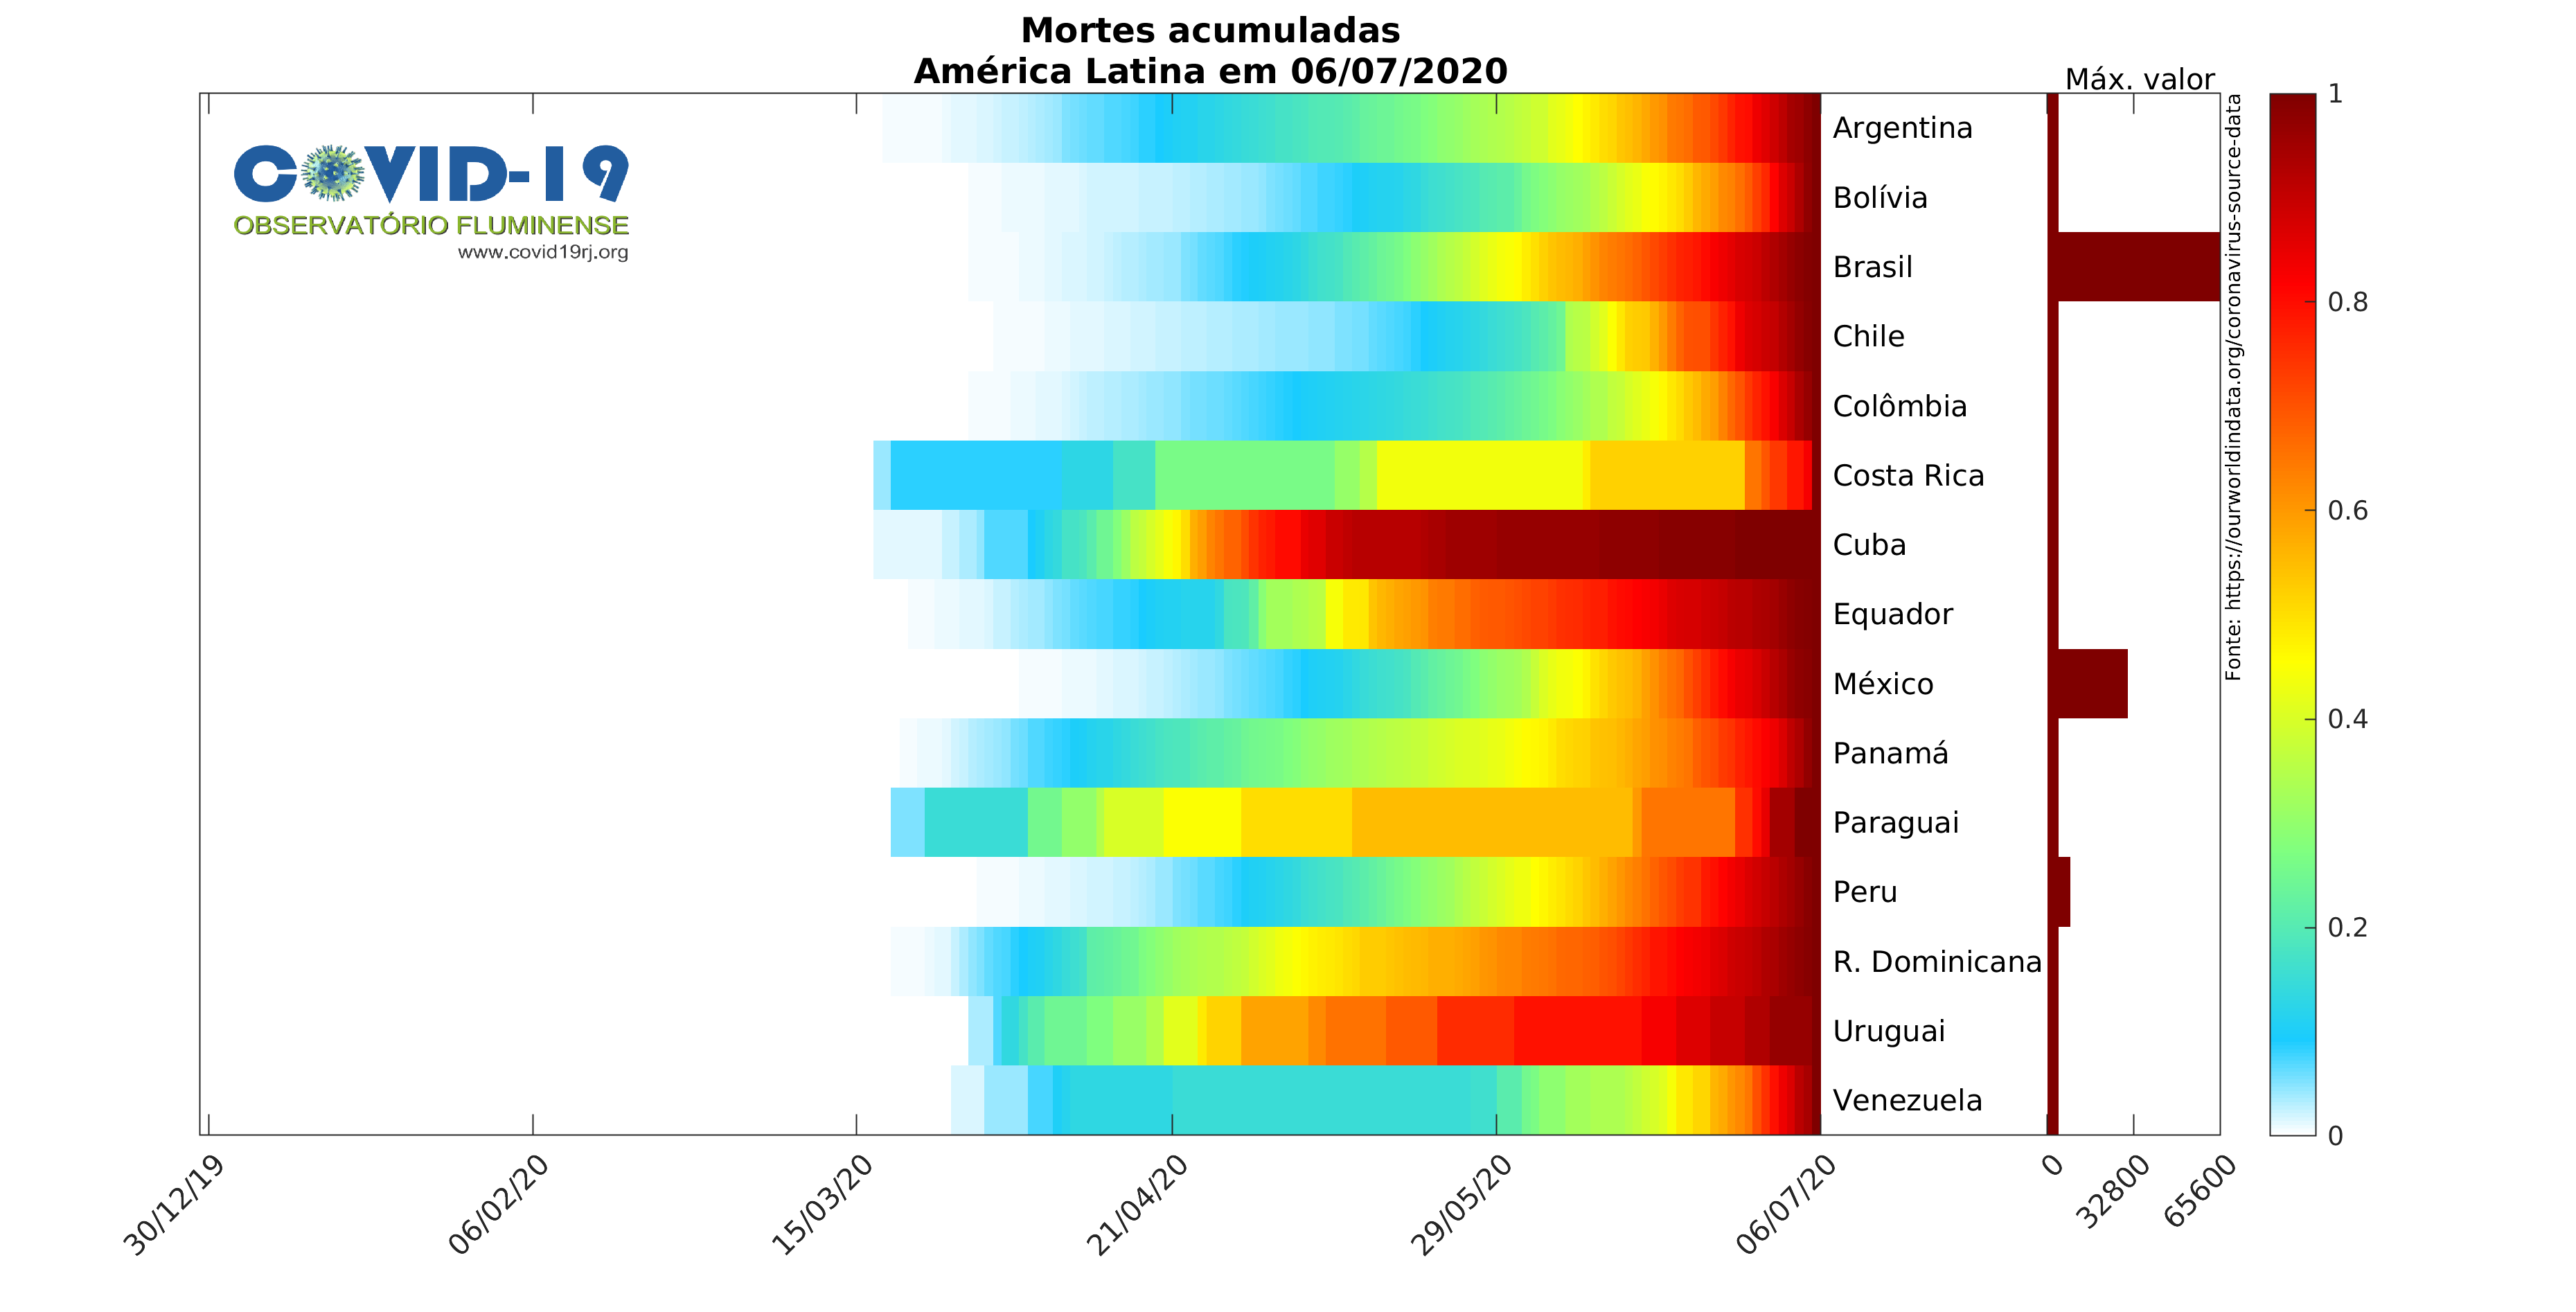 Mortes acumuladas
América Latina em 06/07/2020
Máx. valor
COVID-19
OBSERVATÓRIO FLUMINENSE
www.covid19rj.org
Argentina
Bolívia
Brasil
Chile
Colômbia
Costa Rica
Cuba
Equador
México
Panamá
Paraguai
Peru
R. Dominicana
Uruguai
Venezuela
Fonte: https://ourworldindata.org/coronavirus-source-data
1
0.8
0.6
0.4
0.2
0
30/12/19
06/02/20
15/03/20
21/04/20
29/05/20
06/07/20
0
32800
65600